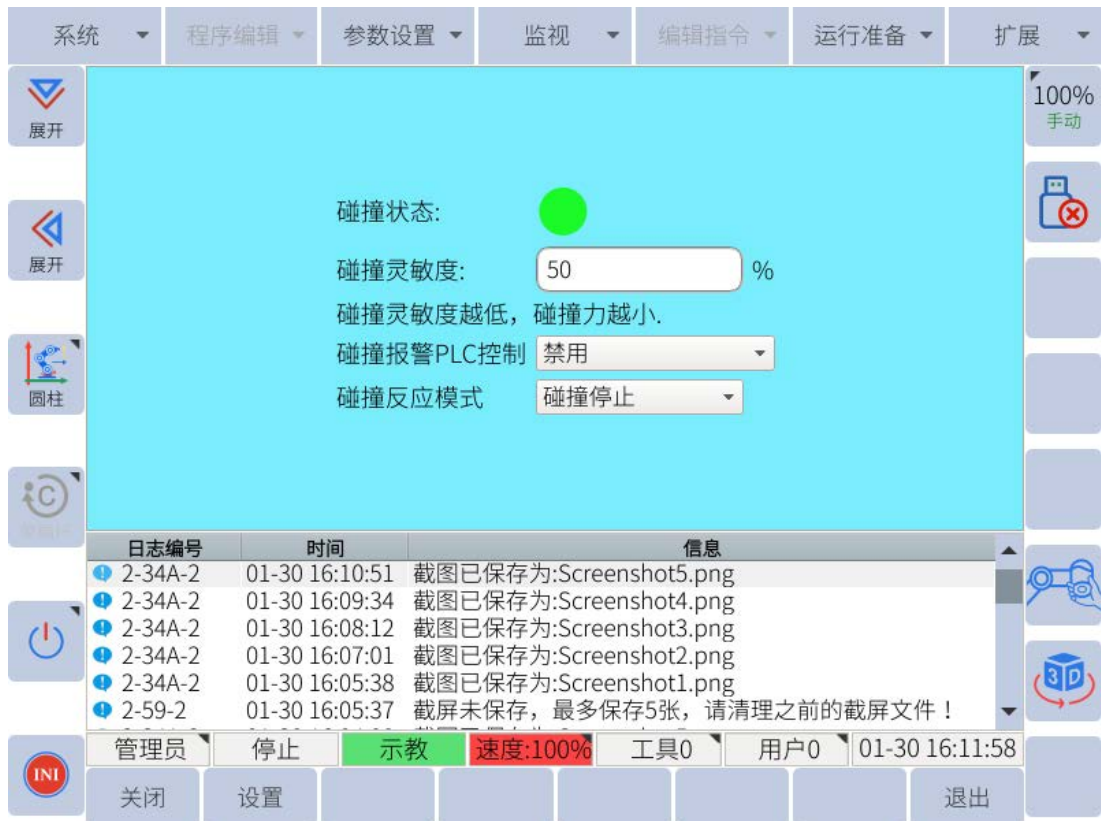 系统 程序编辑 参数设置 监视 编辑指令 运行准备 扩展
展开
100%
手动
展开
碰撞状态:
碰撞灵敏度: 50 %
碰撞灵敏度越低，碰撞力越小.
碰撞报警PLC控制 禁用
碰撞反应模式 碰撞停止
圆柱
C
日志编号 时间 信息
2-34A-2 01-30 16:10:51 截图已保存为:Screenshot5.png
2-34A-2 01-30 16:09:34 截图已保存为:Screenshot4.png
2-34A-2 01-30 16:08:12 截图已保存为:Screenshot3.png
2-34A-2 01-30 16:07:01 截图已保存为:Screenshot2.png
2-34A-2 01-30 16:05:38 截图已保存为:Screenshot1.png
2-59-2 01-30 16:05:37 截屏未保存，最多保存5张，请清理之前的截屏文件！
3D
管理员 停止 示教 速度:100% 工具0 用户0 01-30 16:11:58
INI
关闭 设置 退出